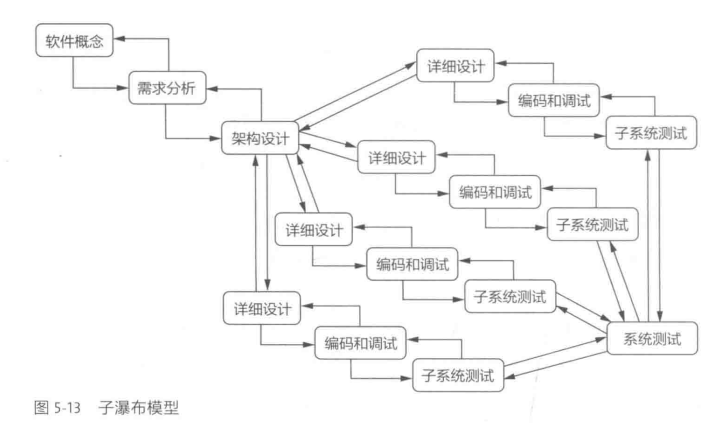 软件概念
需求分析
架构设计
详细设计
编码和调试
子系统测试
详细设计
编码和调试
子系统测试
详细设计
编码和调试
子系统测试
详细设计
编码和调试
子系统测试
系统测试
图 5-13 子瀑布模型